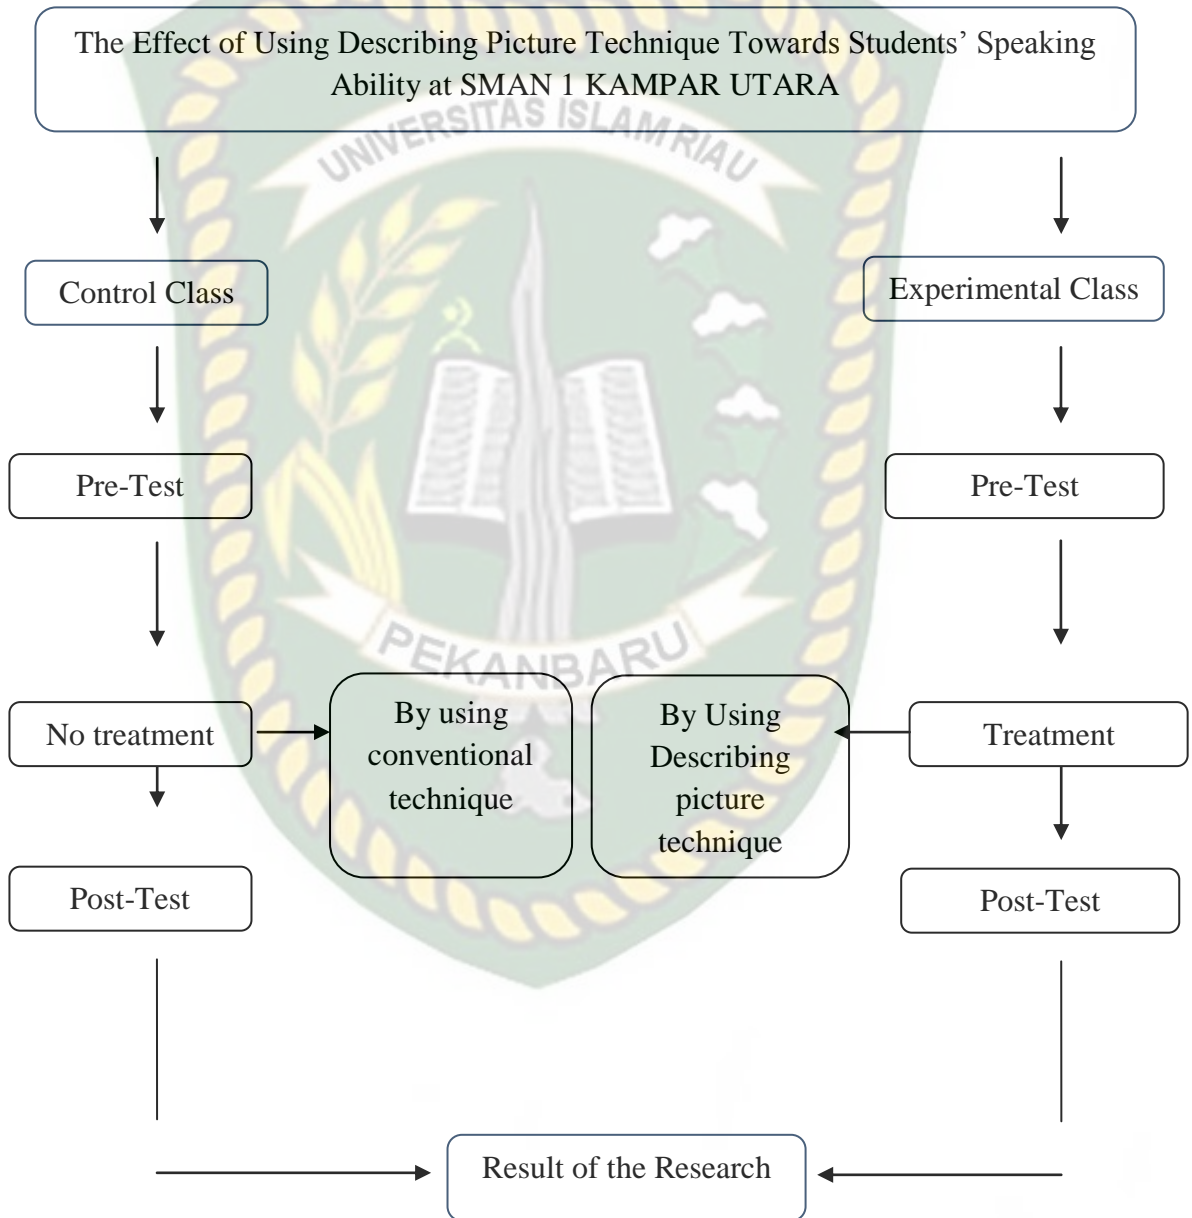 The Effect of Using Describing Picture Technique Towards Students’ Speaking
Ability at SMAN 1 KAMPAR UTARA
UNIVERSITAS ISLAM RIAU
Control Class
Experimental Class
Pre-Test
Pre-Test
PEKANBARU
No treatment
By using
conventional
technique
By Using
Describing
picture
technique
Treatment
Post-Test
Post-Test
Result of the Research